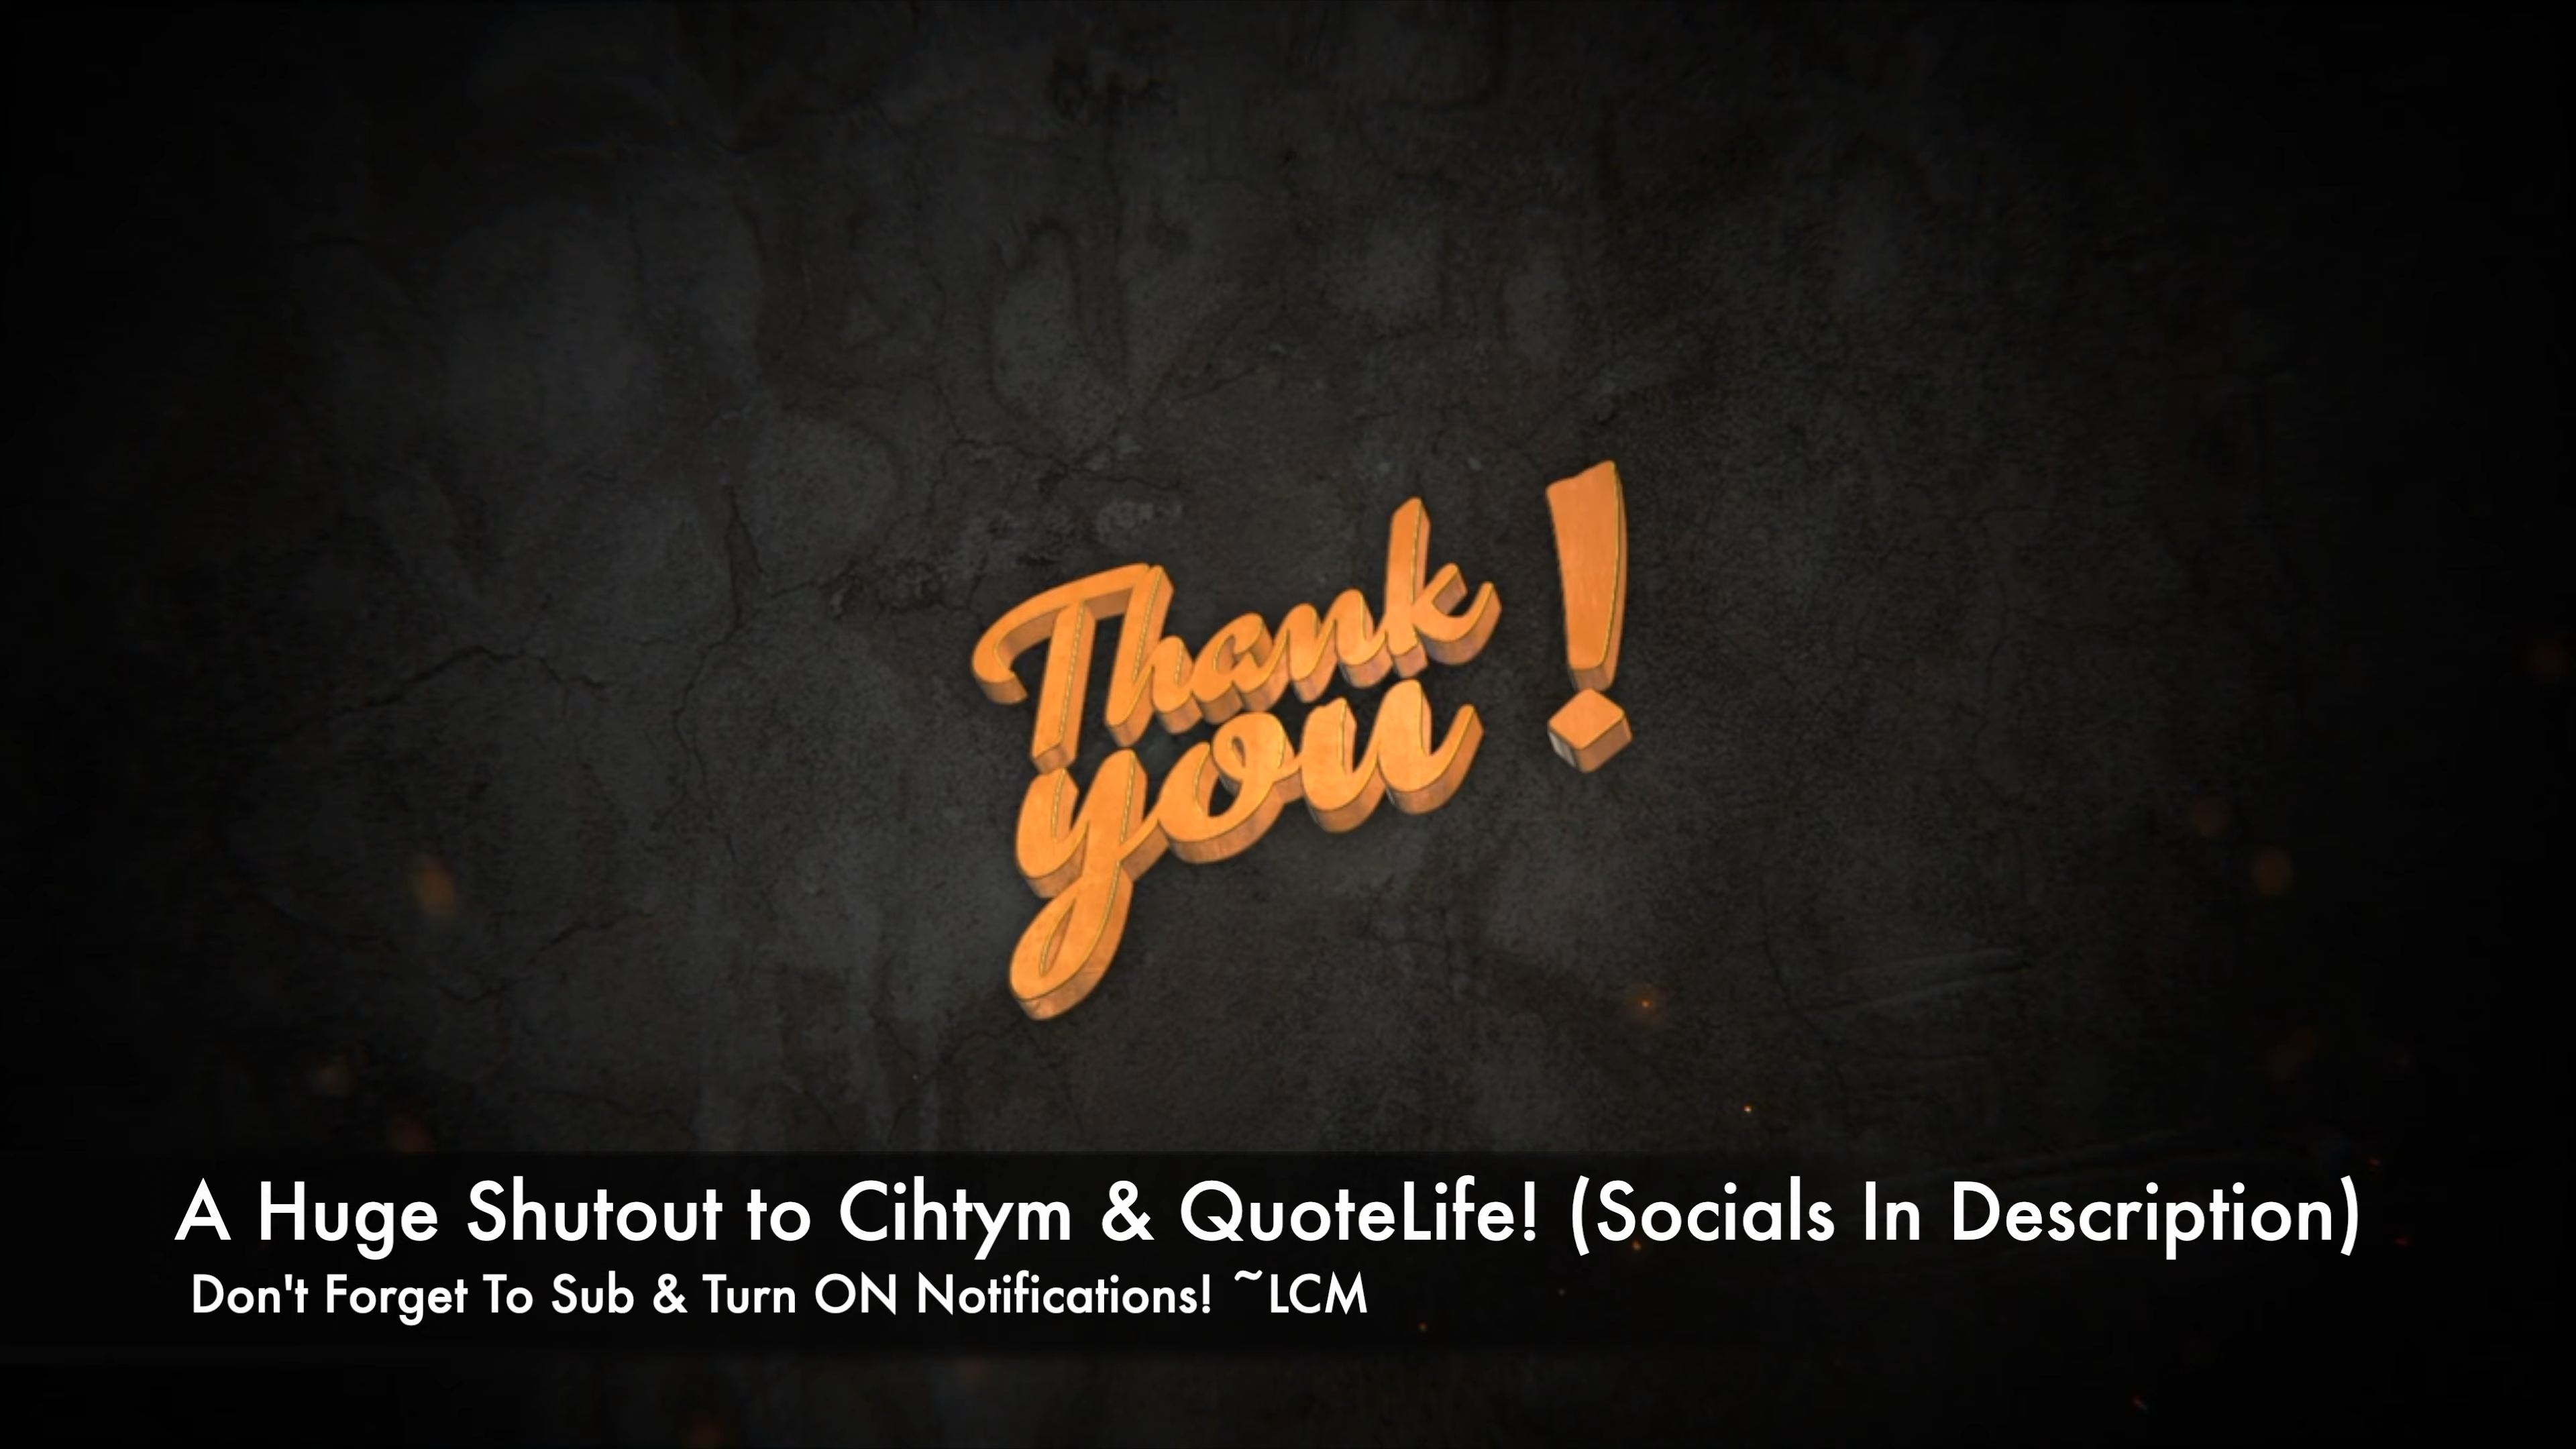 Thank
you !
A Huge Shutout to Cihtym & QuoteLife! (Socials In Description)
Don't Forget To Sub & Turn ON Notifications! ~LCM